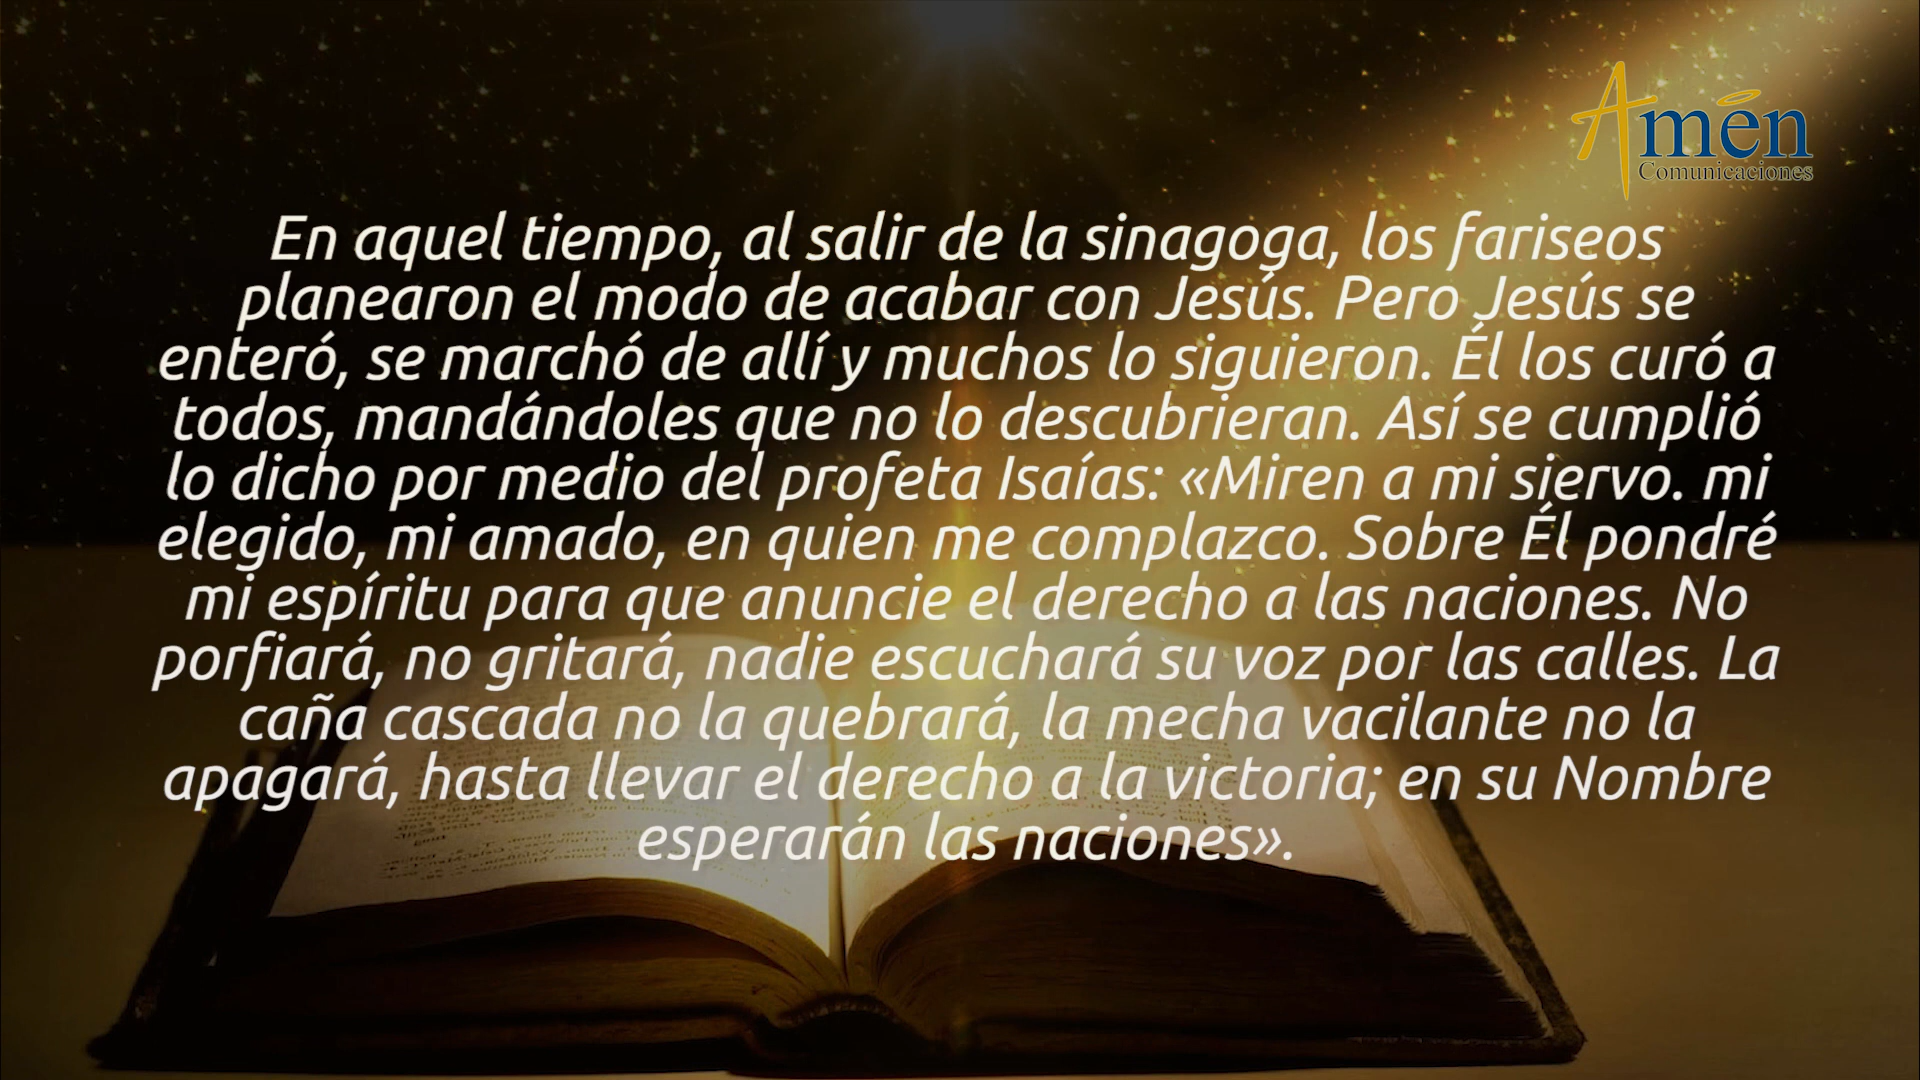 Amén
Comunicaciones
En aquel tiempo, al salir de la sinagoga, los fariseos
planearon el modo de acabar con Jesús. Pero Jesús se
enteró, se marchó de allí y muchos lo siguieron. Él los curó a
todos, mandándoles que no lo descubrieran. Así se cumplió
lo dicho por medio del profeta Isaías: «Miren a mi siervo. mi
elegido, mi amado, en quien me complazco. Sobre Él pondré
mi espíritu para que anuncie el derecho a las naciones. No
porfiará, no gritará, nadie escuchará su voz por las calles. La
caña cascada no la quebrará, la mecha vacilante no la
apagará, hasta llevar el derecho a la victoria; en su Nombre
esperarán las naciones».